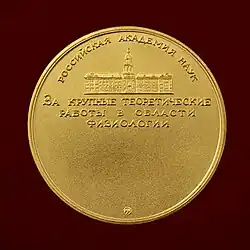 РОССИЙСКАЯ АКАДЕМИЯ НАУК
ЗА КРУПНЫЕ ТЕОРЕТИЧЕСКИЕ
РАБОТЫ В ОБЛАСТИ
ФИЗИОЛОГИИ